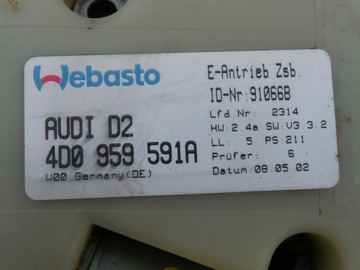 Webasto
E-Antrieb Zsb.
ID-Nr:91066B
AUDI D2
Lfd Nr: 2314
HW:2.4a SW:V3.3.2
4D0 959 591A
LL: 5 PS:211
Prüfer: 6
W00 Germany(DE)
Datum:08.05.02